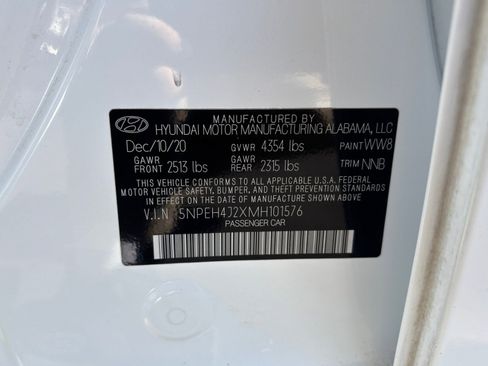 MANUFACTURED BY
HYUNDAI MOTOR MANUFACTURING ALABAMA, LLC
Dec/10/20 GVWR 4354 lbs PAINT WW8
GAWR FRONT 2513 lbs GAWR REAR 2315 lbs TRIM NNB
THIS VEHICLE CONFORMS TO ALL APPLICABLE U.S.A. FEDERAL
MOTOR VEHICLE SAFETY, BUMPER, AND THEFT PREVENTION STANDARDS
IN EFFECT ON THE DATE OF MANUFACTURE SHOWN ABOVE
V.I.N : 5NPEH4J2XMH101576
PASSENGER CAR